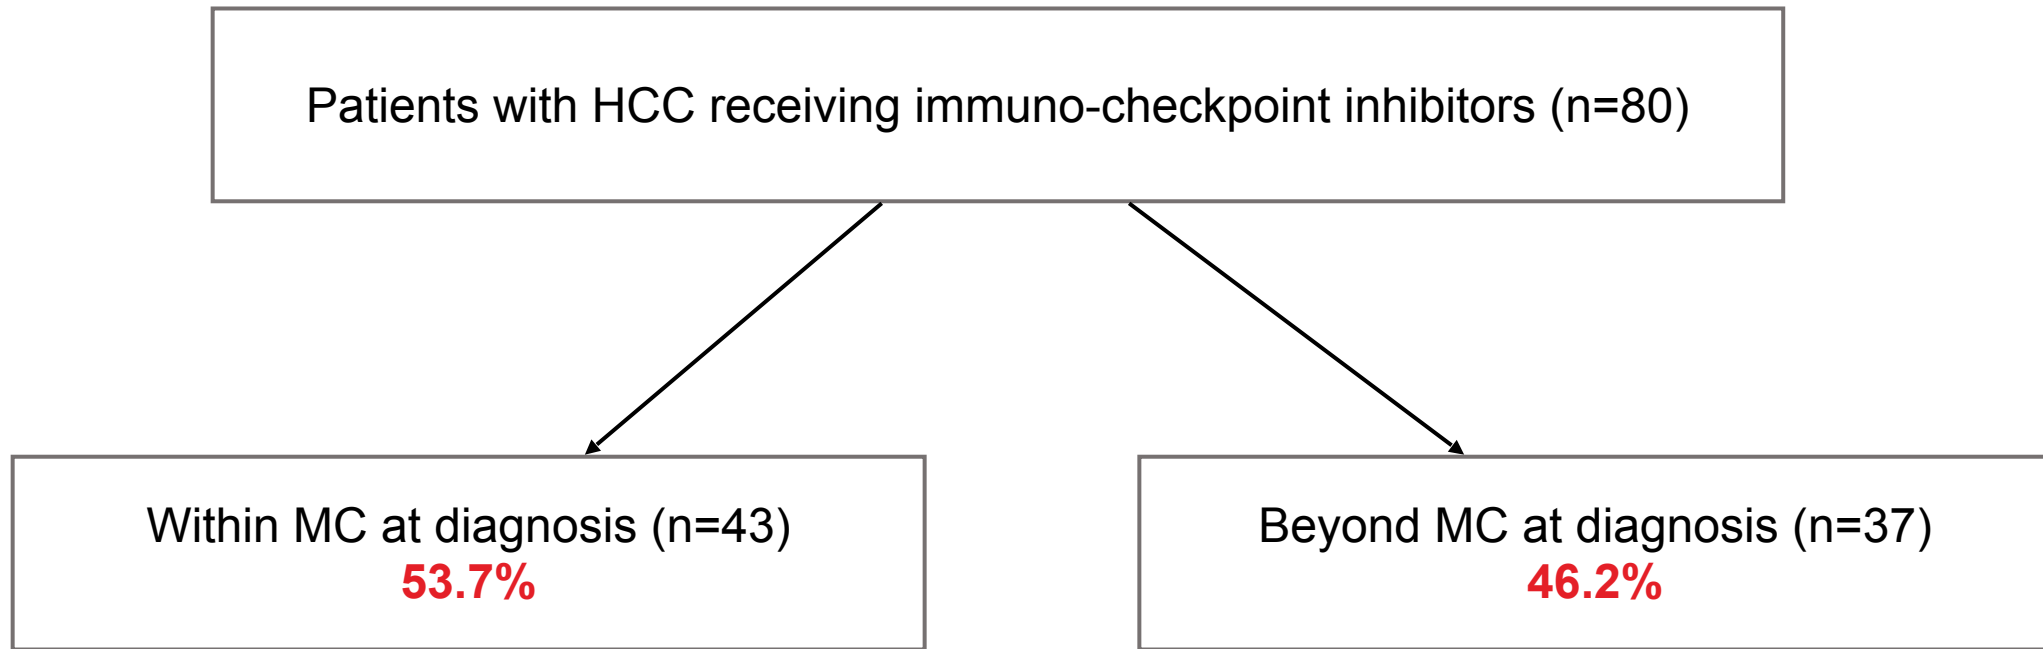 Patients with HCC receiving immuno-checkpoint inhibitors (n=80)
Within MC at diagnosis (n=43)
53.7%
Beyond MC at diagnosis (n=37)
46.2%